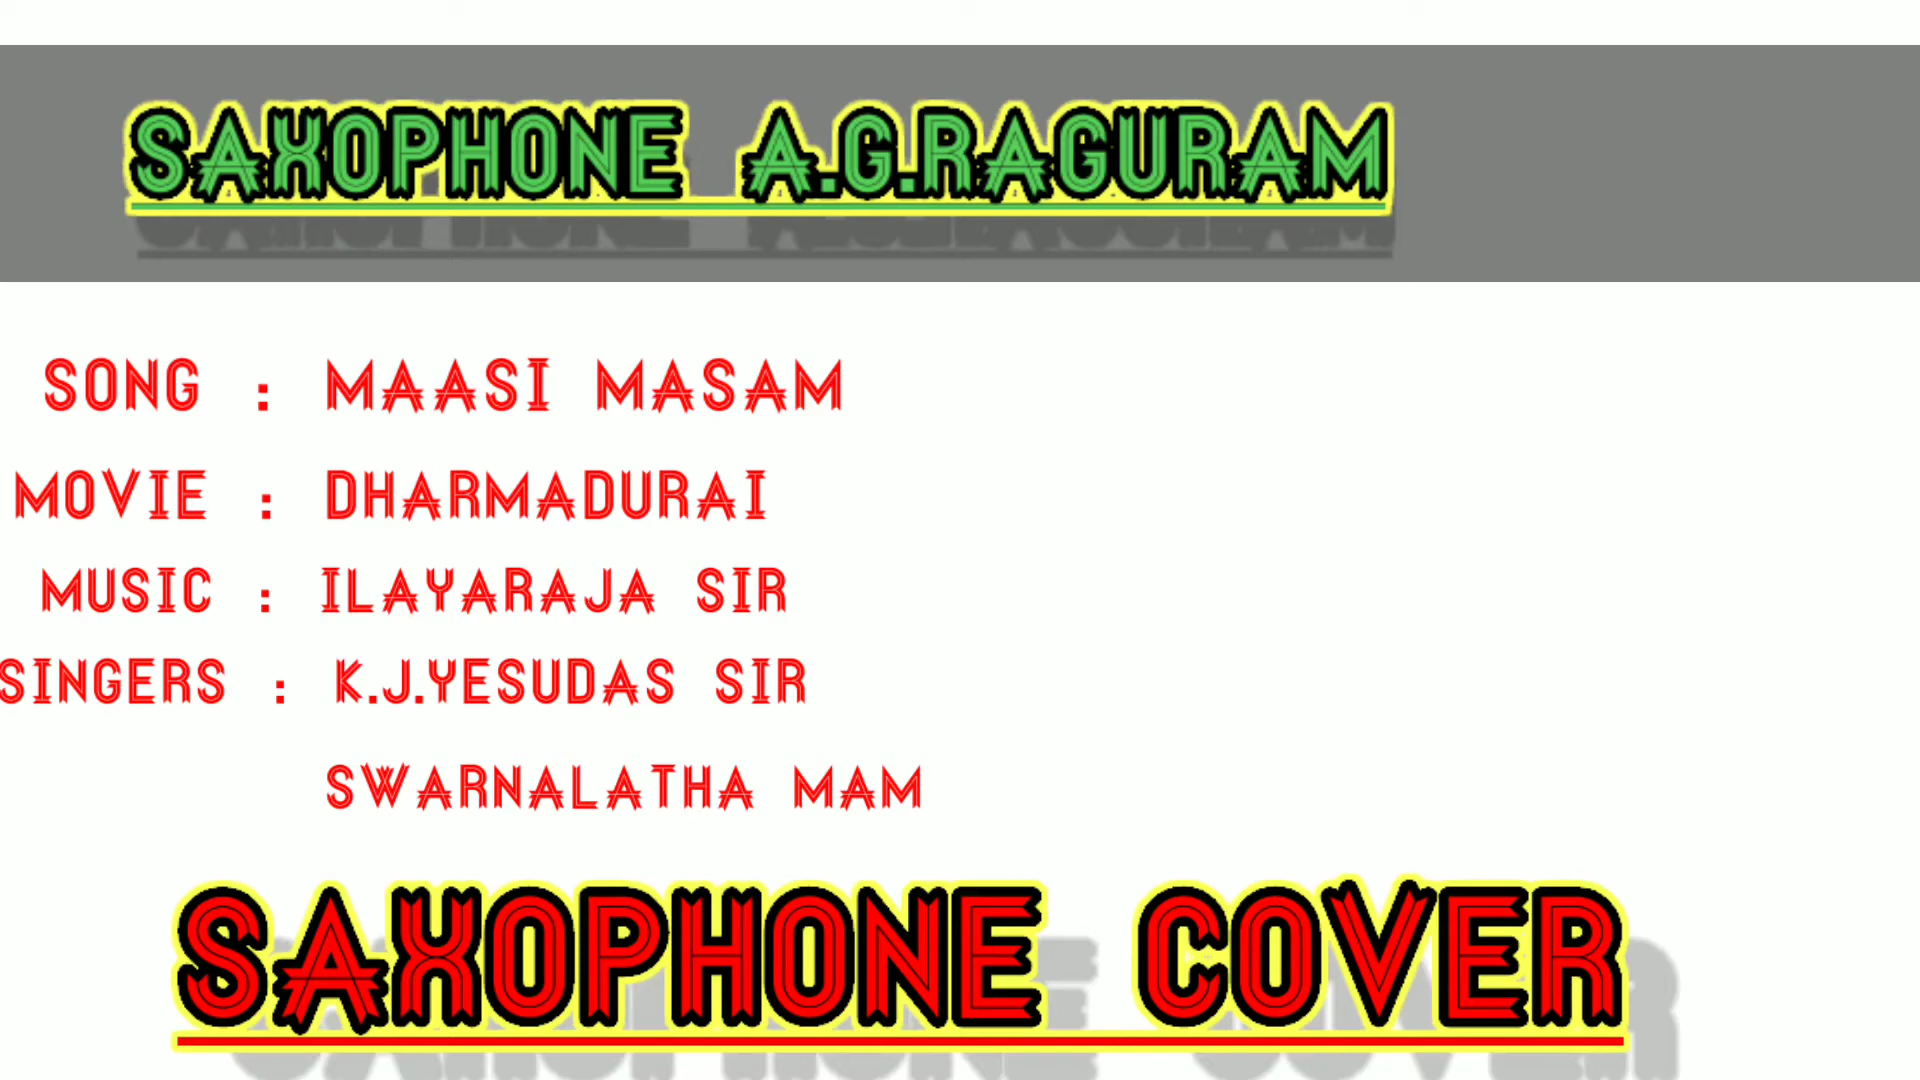 SAXOPHONE A.G.RAGURAM
SONG : MAASI MASAM
MOVIE : DHARMADURAI
MUSIC : ILAYARAJA SIR
SINGERS : K.J.YESUDAS SIR
SWARNALATHA MAM
SAXOPHONE COVER